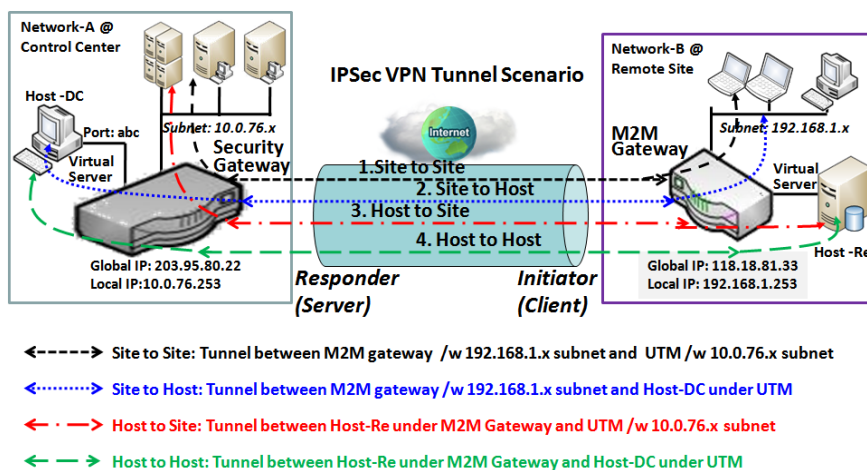 Network-A @
Control Center
Host -DC
Port: abc
Virtual
Server
Subnet: 10.0.76.x
Security
Gateway
Global IP: 203.95.80.22
Local IP:10.0.76.253
IPSec VPN Tunnel Scenario
Internet
1.Site to Site
2. Site to Host
3. Host to Site
4. Host to Host
Responder
(Server)
Initiator
(Client)
Network-B @
Remote Site
Subnet: 192.168.1.x
M2M
Gateway
Virtual
Server
Host -Re
Global IP: 118.18.81.33
Local IP: 192.168.1.253
Site to Site: Tunnel between M2M gateway /w 192.168.1.x subnet and UTM /w 10.0.76.x subnet
Site to Host: Tunnel between M2M gateway /w 192.168.1.x subnet and Host-DC under UTM
Host to Site: Tunnel between Host-Re under M2M Gateway and UTM /w 10.0.76.x subnet
Host to Host: Tunnel between Host-Re under M2M Gateway and Host-DC under UTM